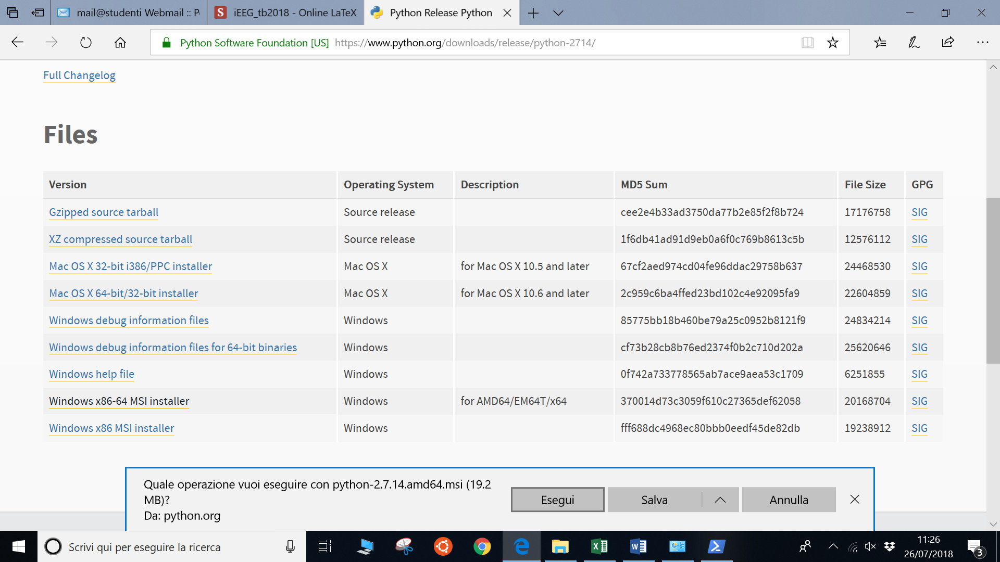 mail@studenti Webmail :: P
iEEG_tb2018 - Online LaTeX
Python Release Python
Python Software Foundation [US] https://www.python.org/downloads/release/python-2714/
Full Changelog
Files
Version Operating System Description MD5 Sum File Size GPG
Gzipped source tarball Source release cee2e4b33ad3750da77b2e85f2f8b724 17176758 SIG
XZ compressed source tarball Source release 1f6db41ad91d9eb0a6f0c769b8613c5b 12576112 SIG
Mac OS X 32-bit i386/PPC installer Mac OS X for Mac OS X 10.5 and later 67cf2aed974cd04fe96ddac29758b637 24468530 SIG
Mac OS X 64-bit/32-bit installer Mac OS X for Mac OS X 10.6 and later 2c959c6ba4ffed23bd102c4e92095fa9 22604859 SIG
Windows debug information files Windows 85775bb18b460be79a25c0952b8121f9 24834214 SIG
Windows debug information files for 64-bit binaries Windows cf73b28cb8b76ed2374f0b2c710d202a 25620646 SIG
Windows help file Windows 0f742a733778565ab7ace9aea53c1709 6251855 SIG
Windows x86-64 MSI installer Windows for AMD64/EM64T/x64 370014d73c3059f610c27365def62058 20168704 SIG
Windows x86 MSI installer Windows fff688dc4968ec80bbb0eedf45de82db 19238912 SIG
Quale operazione vuoi eseguire con python-2.7.14.amd64.msi (19.2
MB)?
Da: python.org
Esegui Salva Annulla
Scrivi qui per eseguire la ricerca
11:26
26/07/2018
3